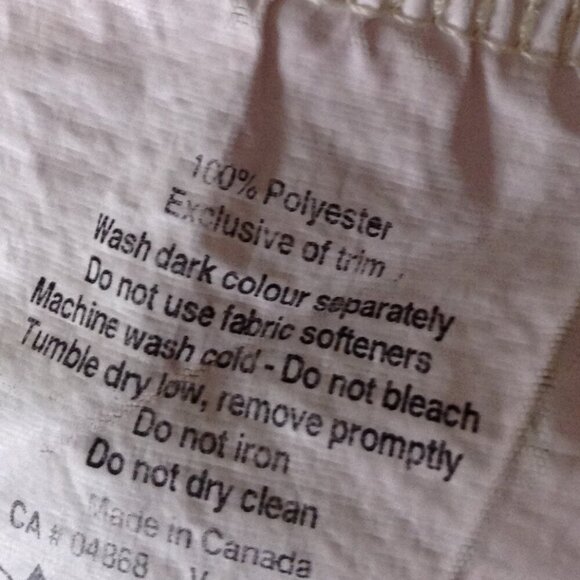 100% Polyester
Exclusive of trim
Wash dark colour separately
Do not use fabric softeners
Machine wash cold - Do not bleach
Tumble dry low, remove promptly
Do not iron
Do not dry clean
Made in Canada
CA # 04868